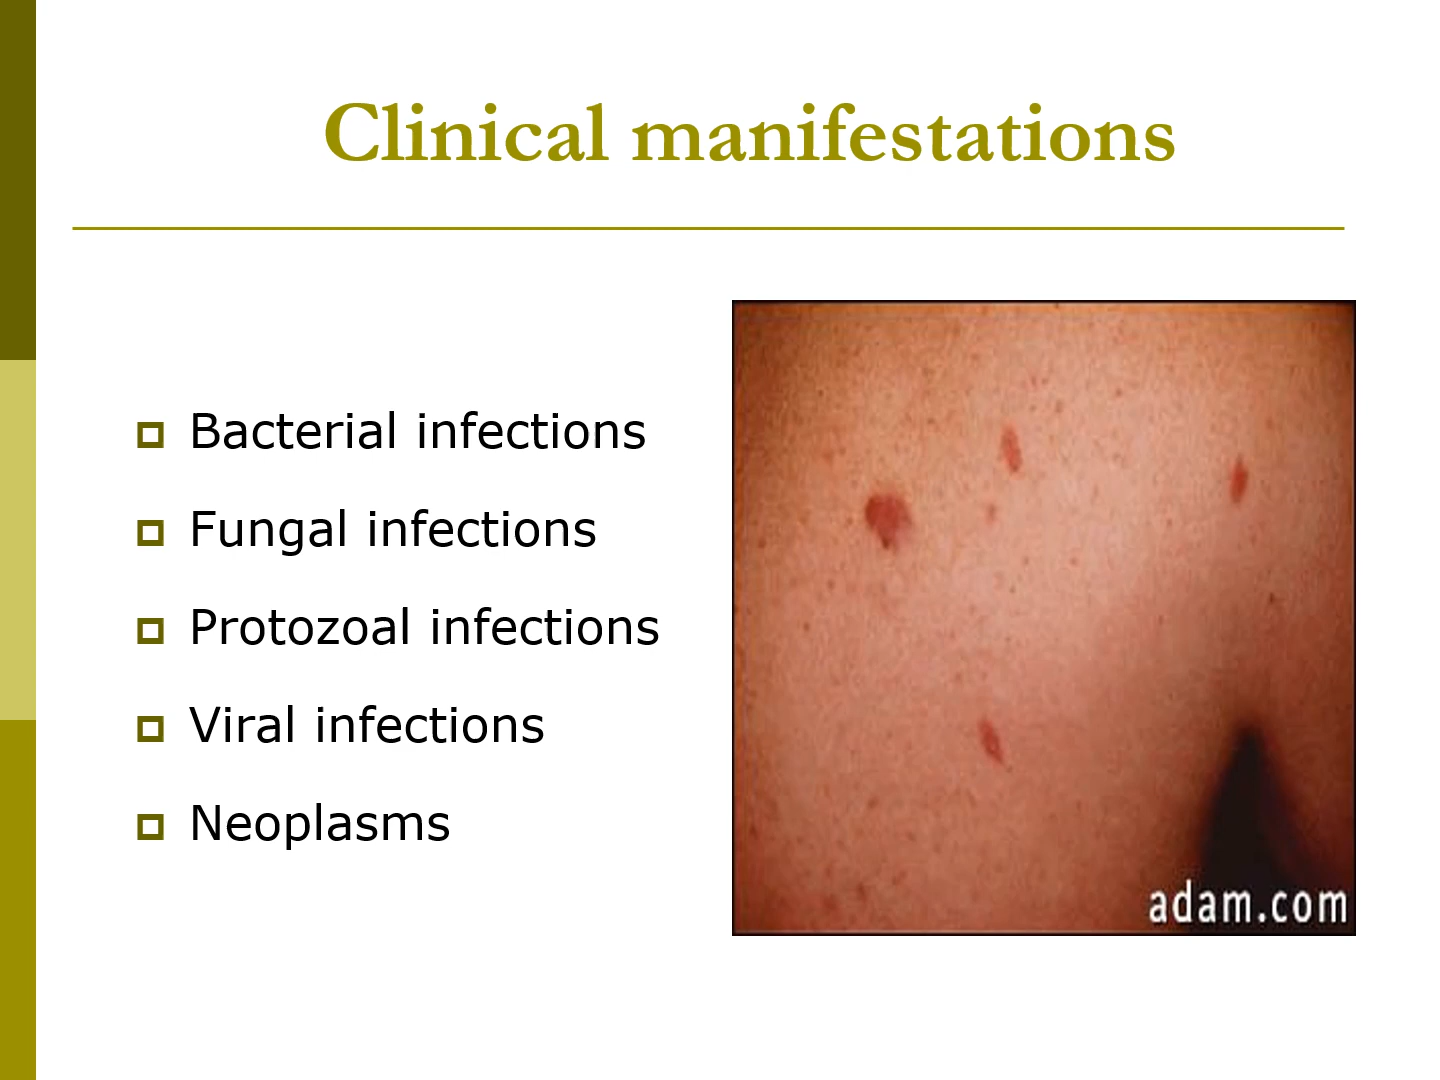 Clinical manifestations
Bacterial infections
Fungal infections
Protozoal infections
Viral infections
Neoplasms
adam.com